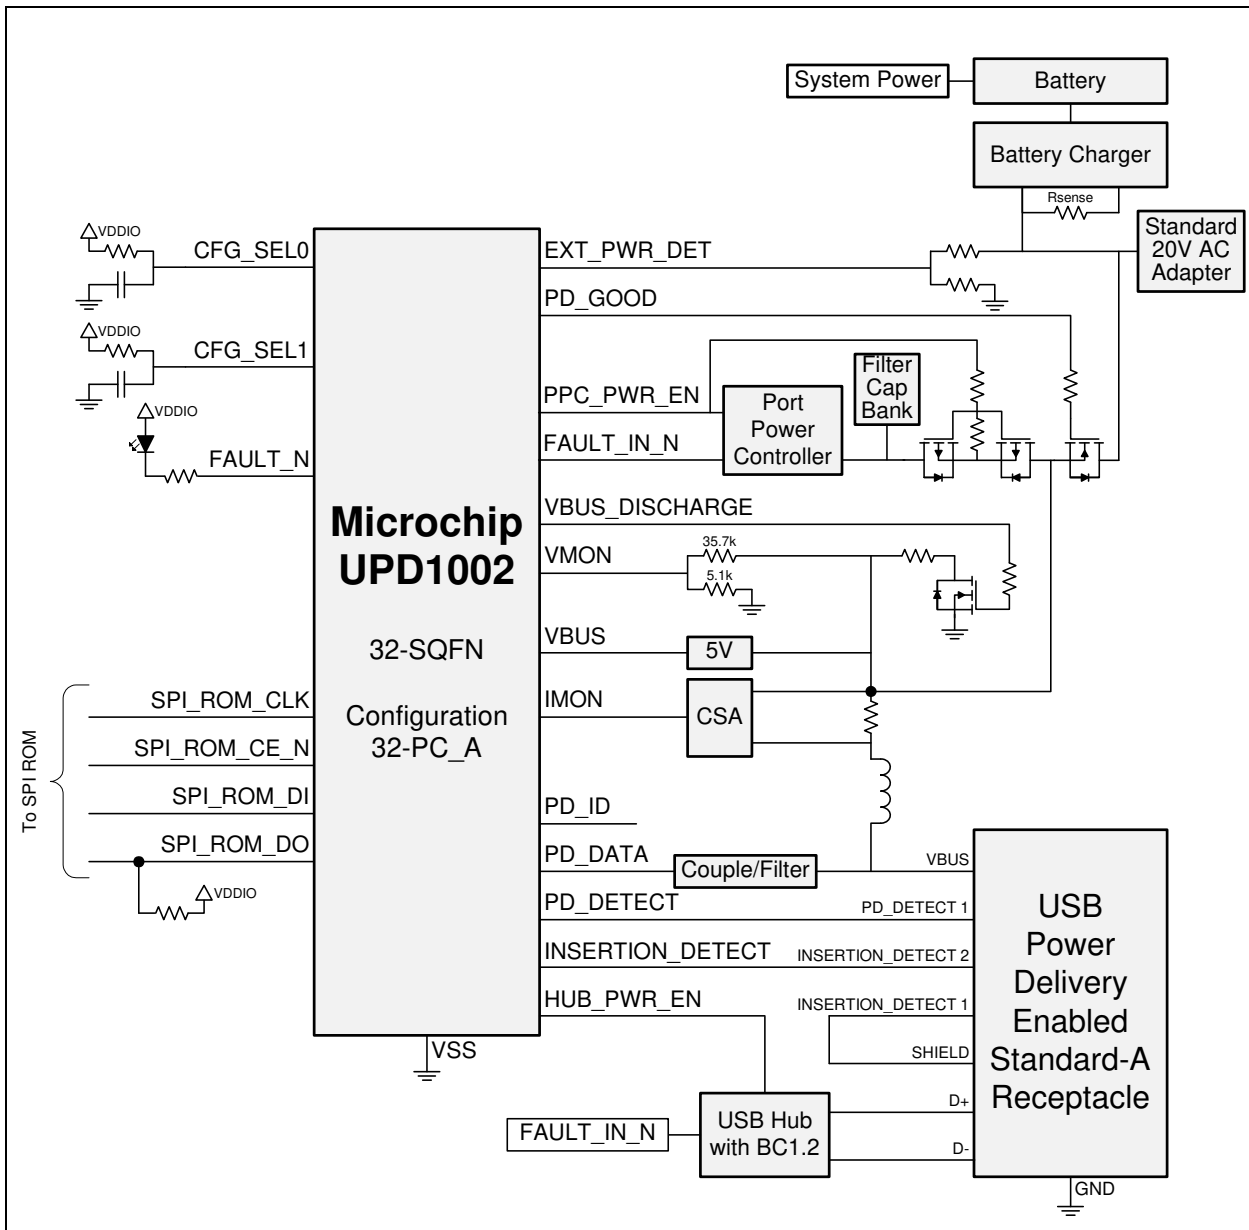 System Power
Battery
Battery Charger
Rsense
Standard
20V AC
Adapter
VDDIO
CFG_SEL0
EXT_PWR_DET
PD_GOOD
VDDIO
CFG_SEL1
PPC_PWR_EN
Port
Power
Controller
Filter
Cap
Bank
VDDIO
FAULT_N
FAULT_IN_N
VBUS_DISCHARGE
Microchip
UPD1002
VMON
35.7k
5.1k
32-SQFN
VBUS
5V
Configuration
32-PC_A
IMON
CSA
To SPI ROM
SPI_ROM_CLK
SPI_ROM_CE_N
SPI_ROM_DI
SPI_ROM_DO
VDDIO
PD_ID
PD_DATA
Couple/Filter
VBUS
PD_DETECT
PD_DETECT 1
INSERTION_DETECT
INSERTION_DETECT 2
HUB_PWR_EN
INSERTION_DETECT 1
SHIELD
USB
Power
Delivery
Enabled
Standard-A
Receptacle
VSS
D+
D-
FAULT_IN_N
USB Hub
with BC1.2
GND